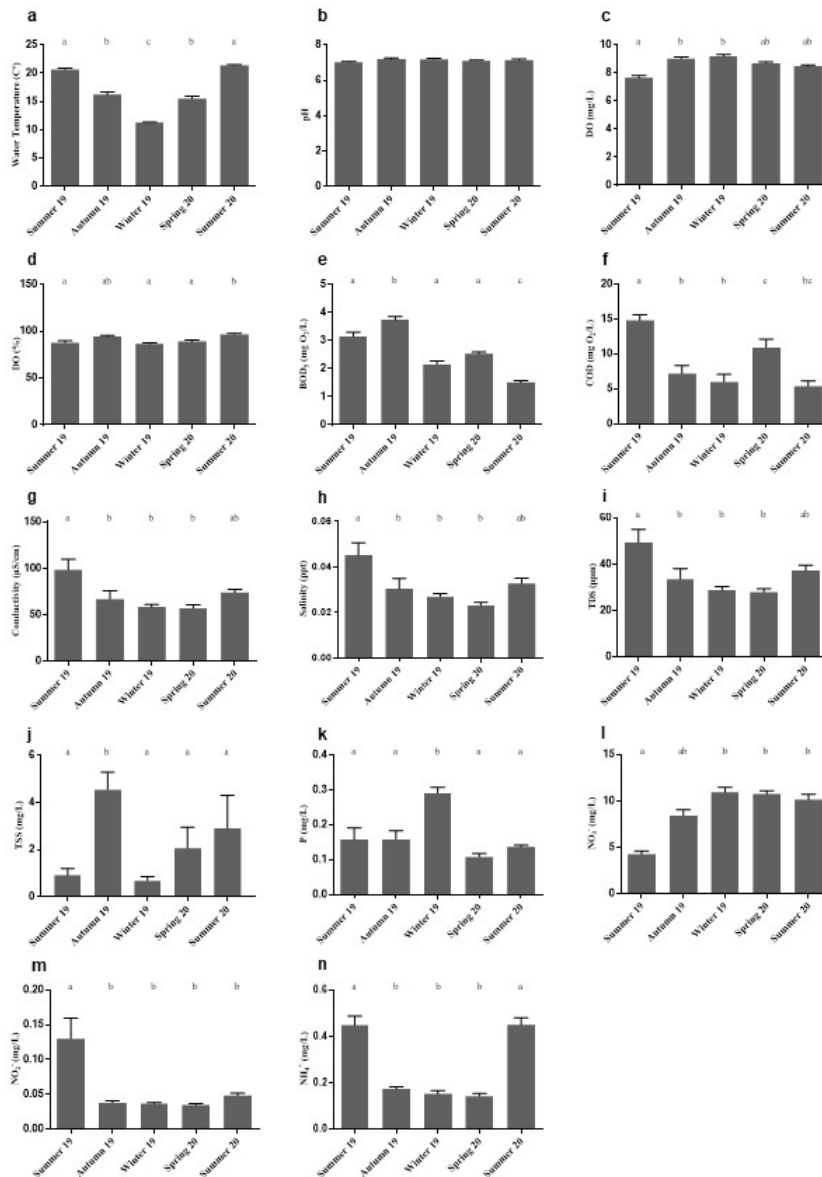 a
a b c b a
Water Temperature (C°)
25
20
15
10
5
0
Summer 19
Autumn 19
Winter 19
Spring 20
Summer 20
b
pH
8
6
4
2
0
Summer 19
Autumn 19
Winter 19
Spring 20
Summer 20
c
a b b ab ab
DO (mg/L)
10
8
6
4
2
0
Summer 19
Autumn 19
Winter 19
Spring 20
Summer 20
d
a ab a a b
DO (%)
150
100
50
0
Summer 19
Autumn 19
Winter 19
Spring 20
Summer 20
e
a b a a c
BOD₅ (mg O₂/L)
5
4
3
2
1
0
Summer 19
Autumn 19
Winter 19
Spring 20
Summer 20
f
a b b c bc
COD (mg O₂/L)
20
15
10
5
0
Summer 19
Autumn 19
Winter 19
Spring 20
Summer 20
g
a b b b ab
Conductivity (µS/cm)
150
100
50
0
Summer 19
Autumn 19
Winter 19
Spring 20
Summer 20
h
a b b b ab
Salinity (ppt)
0.06
0.04
0.02
0.00
Summer 19
Autumn 19
Winter 19
Spring 20
Summer 20
i
a b b b ab
TDS (ppm)
60
40
20
0
Summer 19
Autumn 19
Winter 19
Spring 20
Summer 20
j
a b a a a
TSS (mg/L)
6
4
2
0
Summer 19
Autumn 19
Winter 19
Spring 20
Summer 20
k
a a b a a
P (mg/L)
0.4
0.3
0.2
0.1
0.0
Summer 19
Autumn 19
Winter 19
Spring 20
Summer 20
l
a ab b b b
NO₃⁻ (mg/L)
15
10
5
0
Summer 19
Autumn 19
Winter 19
Spring 20
Summer 20
m
a b b b b
NO₂⁻ (mg/L)
0.20
0.15
0.10
0.05
0.00
Summer 19
Autumn 19
Winter 19
Spring 20
Summer 20
n
a b b b a
NH₄⁺ (mg/L)
0.6
0.4
0.2
0.0
Summer 19
Autumn 19
Winter 19
Spring 20
Summer 20